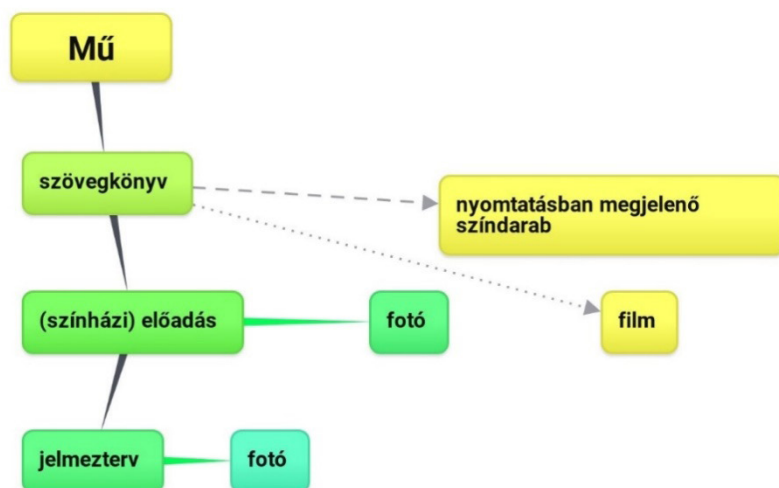 Mű
szövegkönyv
nyomtatásban megjelenő
színdarab
(színházi) előadás
fotó
film
jelmezterv
fotó